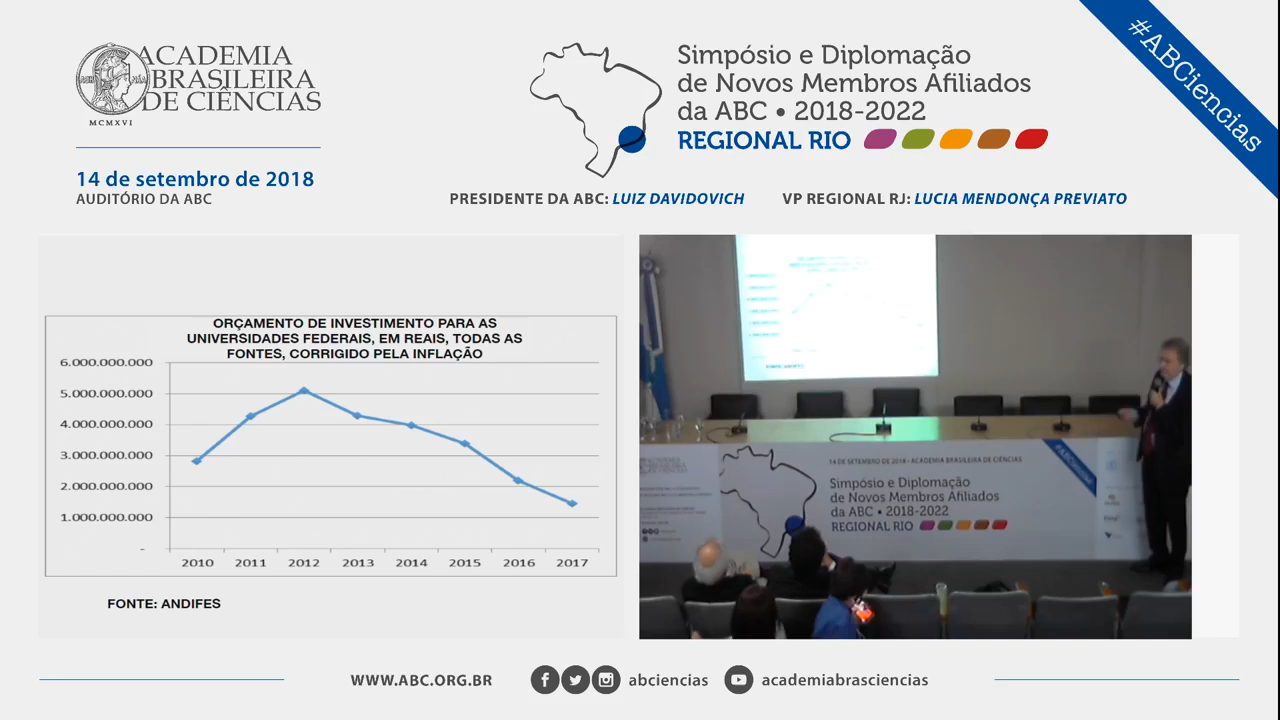 ACADEMIA
BRASILEIRA
DE CIÊNCIAS
MCMXVI
14 de setembro de 2018
AUDITÓRIO DA ABC
Simpósio e Diplomação
de Novos Membros Afiliados
da ABC • 2018-2022
REGIONAL RIO
#ABCiencias
PRESIDENTE DA ABC: LUIZ DAVIDOVICH
VP REGIONAL RJ: LUCIA MENDONÇA PREVIATO
ORÇAMENTO DE INVESTIMENTO PARA AS
UNIVERSIDADES FEDERAIS, EM REAIS, TODAS AS
FONTES, CORRIGIDO PELA INFLAÇÃO
6.000.000.000
5.000.000.000
4.000.000.000
3.000.000.000
2.000.000.000
1.000.000.000
-
2010 2011 2012 2013 2014 2015 2016 2017
FONTE: ANDIFES
14 DE SETEMBRO DE 2018 • ACADEMIA BRASILEIRA DE CIÊNCIAS
Simpósio e Diplomação
de Novos Membros Afiliados
da ABC • 2018-2022
REGIONAL RIO
WWW.ABC.ORG.BR
abciencias
academiabrasciencias